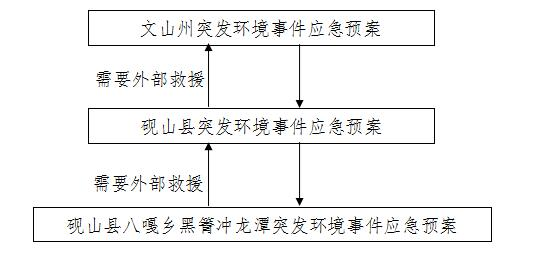 文山州突发环境事件应急预案
需要外部救援
砚山县突发环境事件应急预案
需要外部救援
砚山县八嘎乡黑箐冲龙潭突发环境事件应急预案